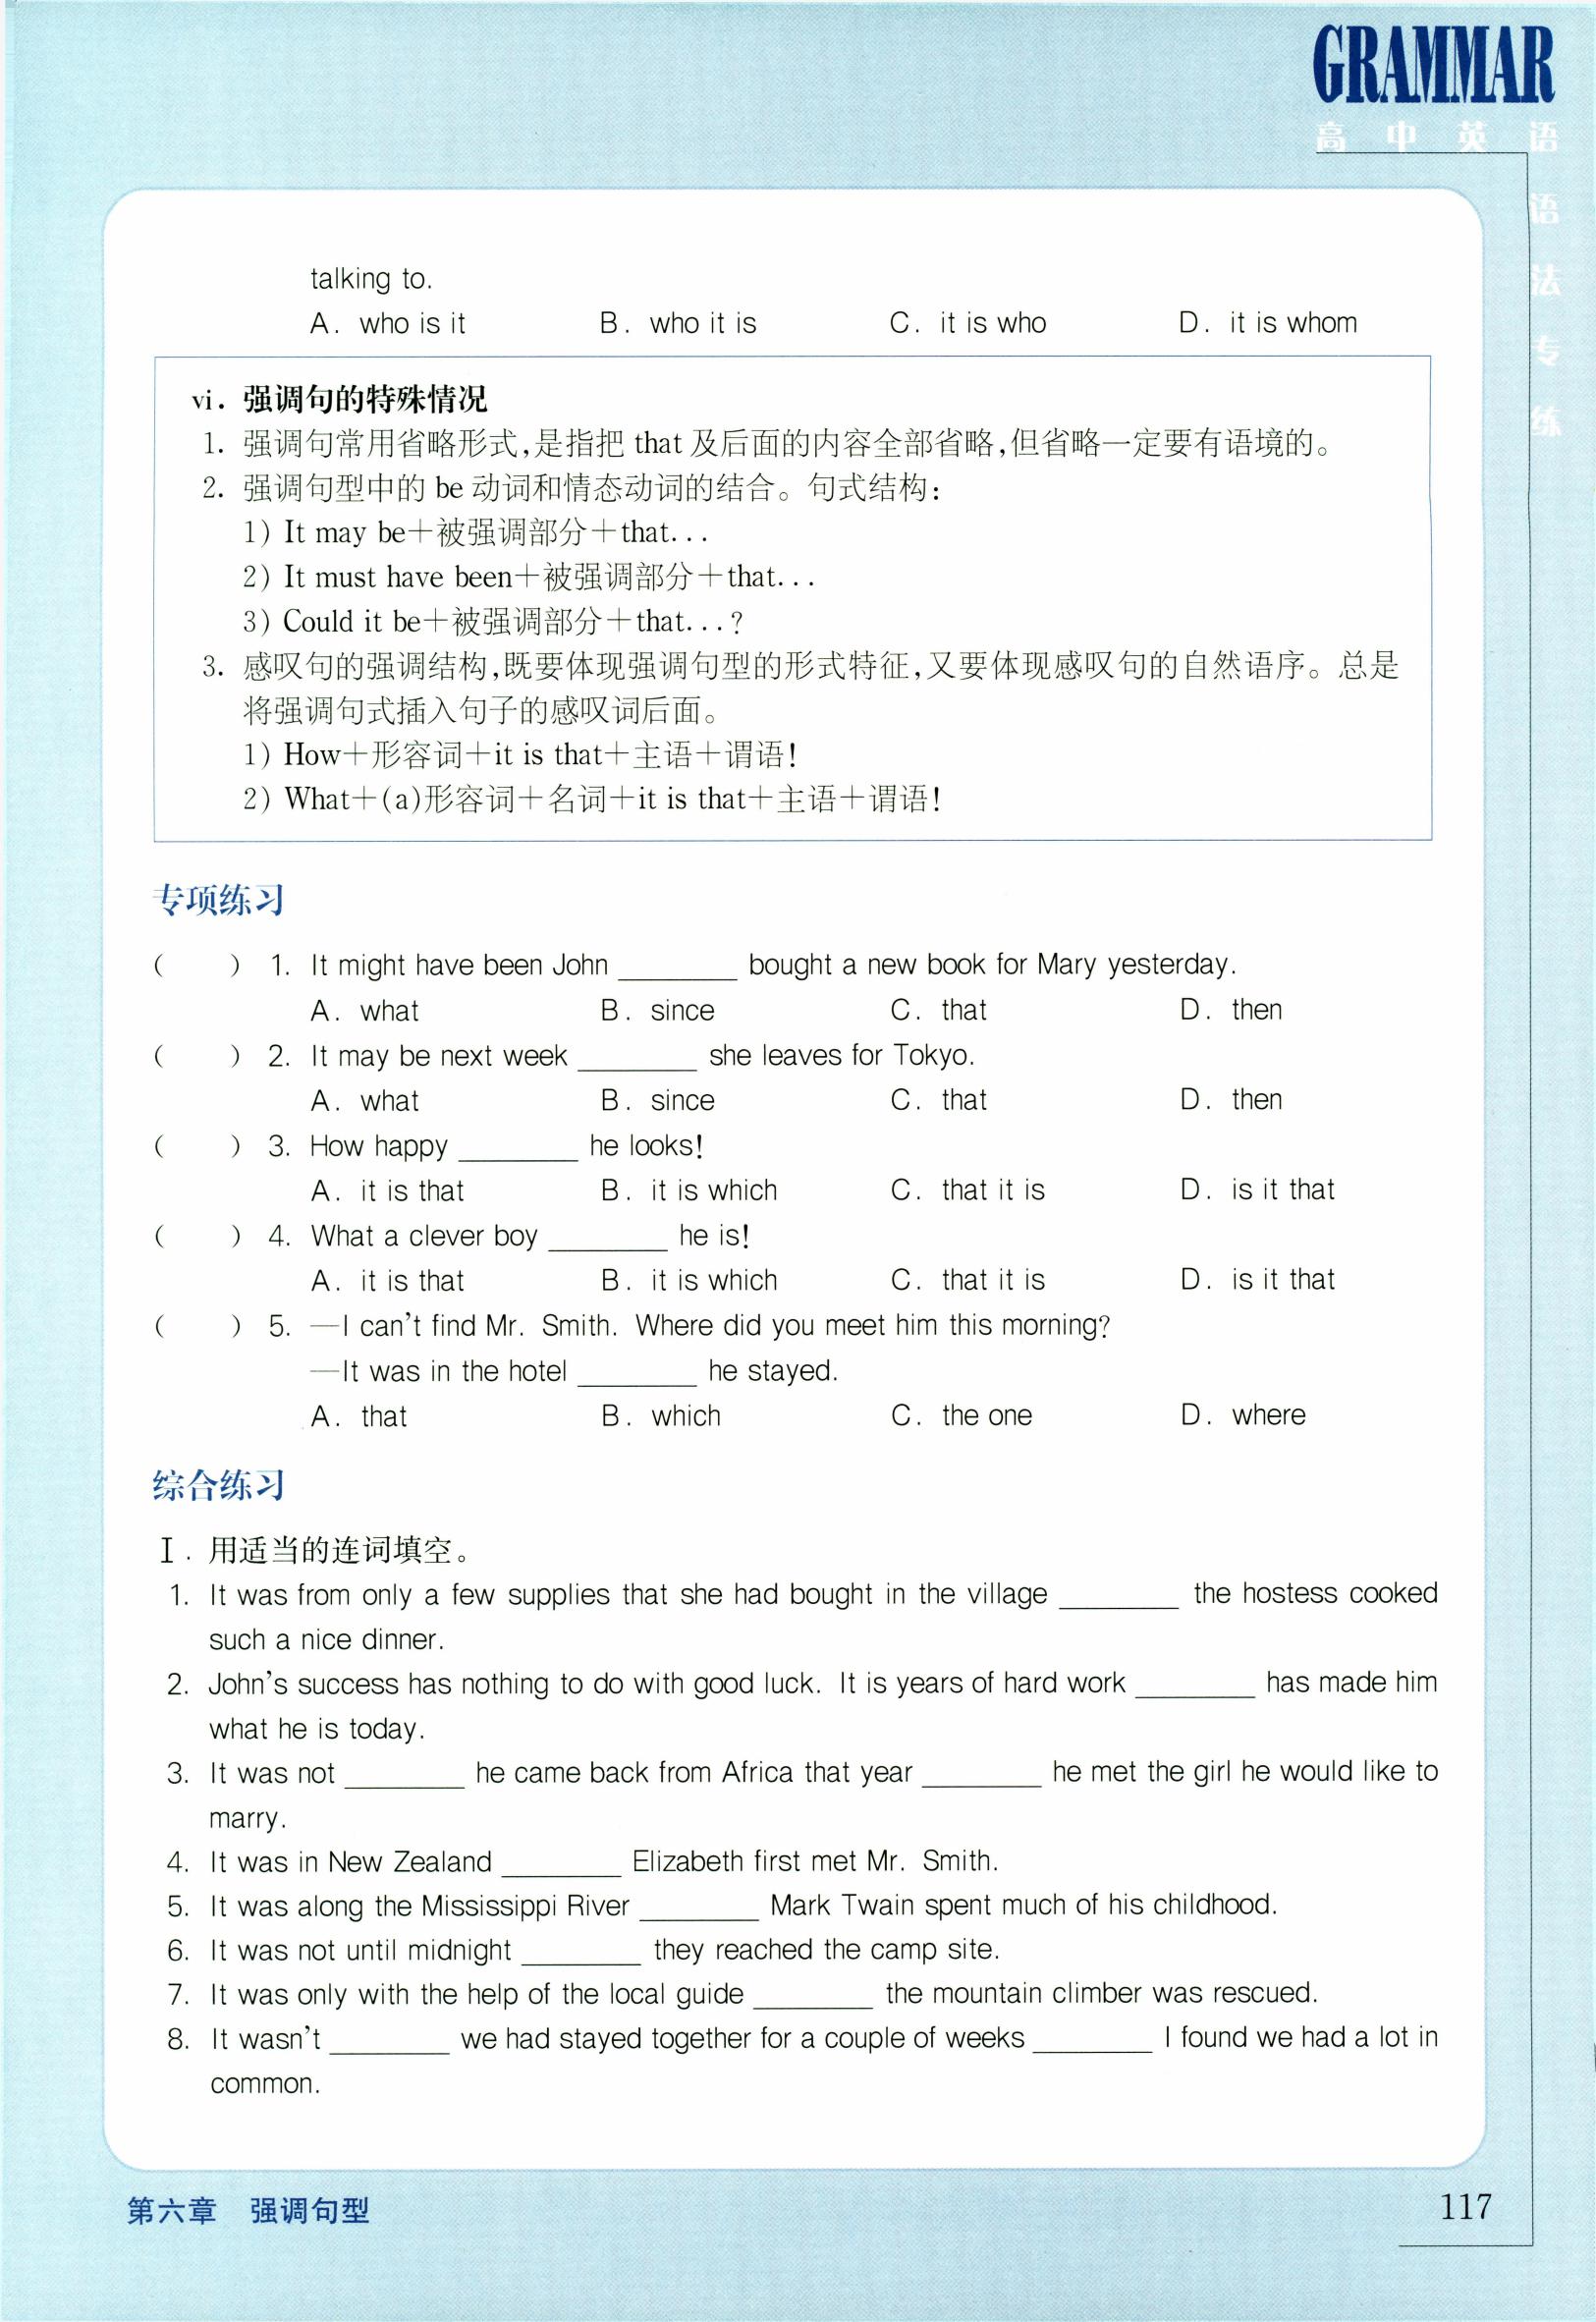 GRAMMAR
高中英语
语法专练
talking to.
A. who is it B. who it is C. it is who D. it is whom
vi. 强调句的特殊情况
1. 强调句常用省略形式,是指把 that 及后面的内容全部省略,但省略一定要有语境的。
2. 强调句型中的 be 动词和情态动词的结合。句式结构:
1) It may be+被强调部分+that...
2) It must have been+被强调部分+that...
3) Could it be+被强调部分+that...?
3. 感叹句的强调结构,既要体现强调句型的形式特征,又要体现感叹句的自然语序。总是
将强调句式插入句子的感叹词后面。
1) How+形容词+it is that+主语+谓语!
2) What+(a)形容词+名词+it is that+主语+谓语!
专项练习
( ) 1. It might have been John ________ bought a new book for Mary yesterday.
A. what B. since C. that D. then
( ) 2. It may be next week ________ she leaves for Tokyo.
A. what B. since C. that D. then
( ) 3. How happy ________ he looks!
A. it is that B. it is which C. that it is D. is it that
( ) 4. What a clever boy ________ he is!
A. it is that B. it is which C. that it is D. is it that
( ) 5. —I can't find Mr. Smith. Where did you meet him this morning?
—It was in the hotel ________ he stayed.
A. that B. which C. the one D. where
综合练习
Ⅰ. 用适当的连词填空。
1. It was from only a few supplies that she had bought in the village ________ the hostess cooked
such a nice dinner.
2. John's success has nothing to do with good luck. It is years of hard work ________ has made him
what he is today.
3. It was not ________ he came back from Africa that year ________ he met the girl he would like to
marry.
4. It was in New Zealand ________ Elizabeth first met Mr. Smith.
5. It was along the Mississippi River ________ Mark Twain spent much of his childhood.
6. It was not until midnight ________ they reached the camp site.
7. It was only with the help of the local guide ________ the mountain climber was rescued.
8. It wasn't ________ we had stayed together for a couple of weeks ________ I found we had a lot in
common.
第六章 强调句型
117